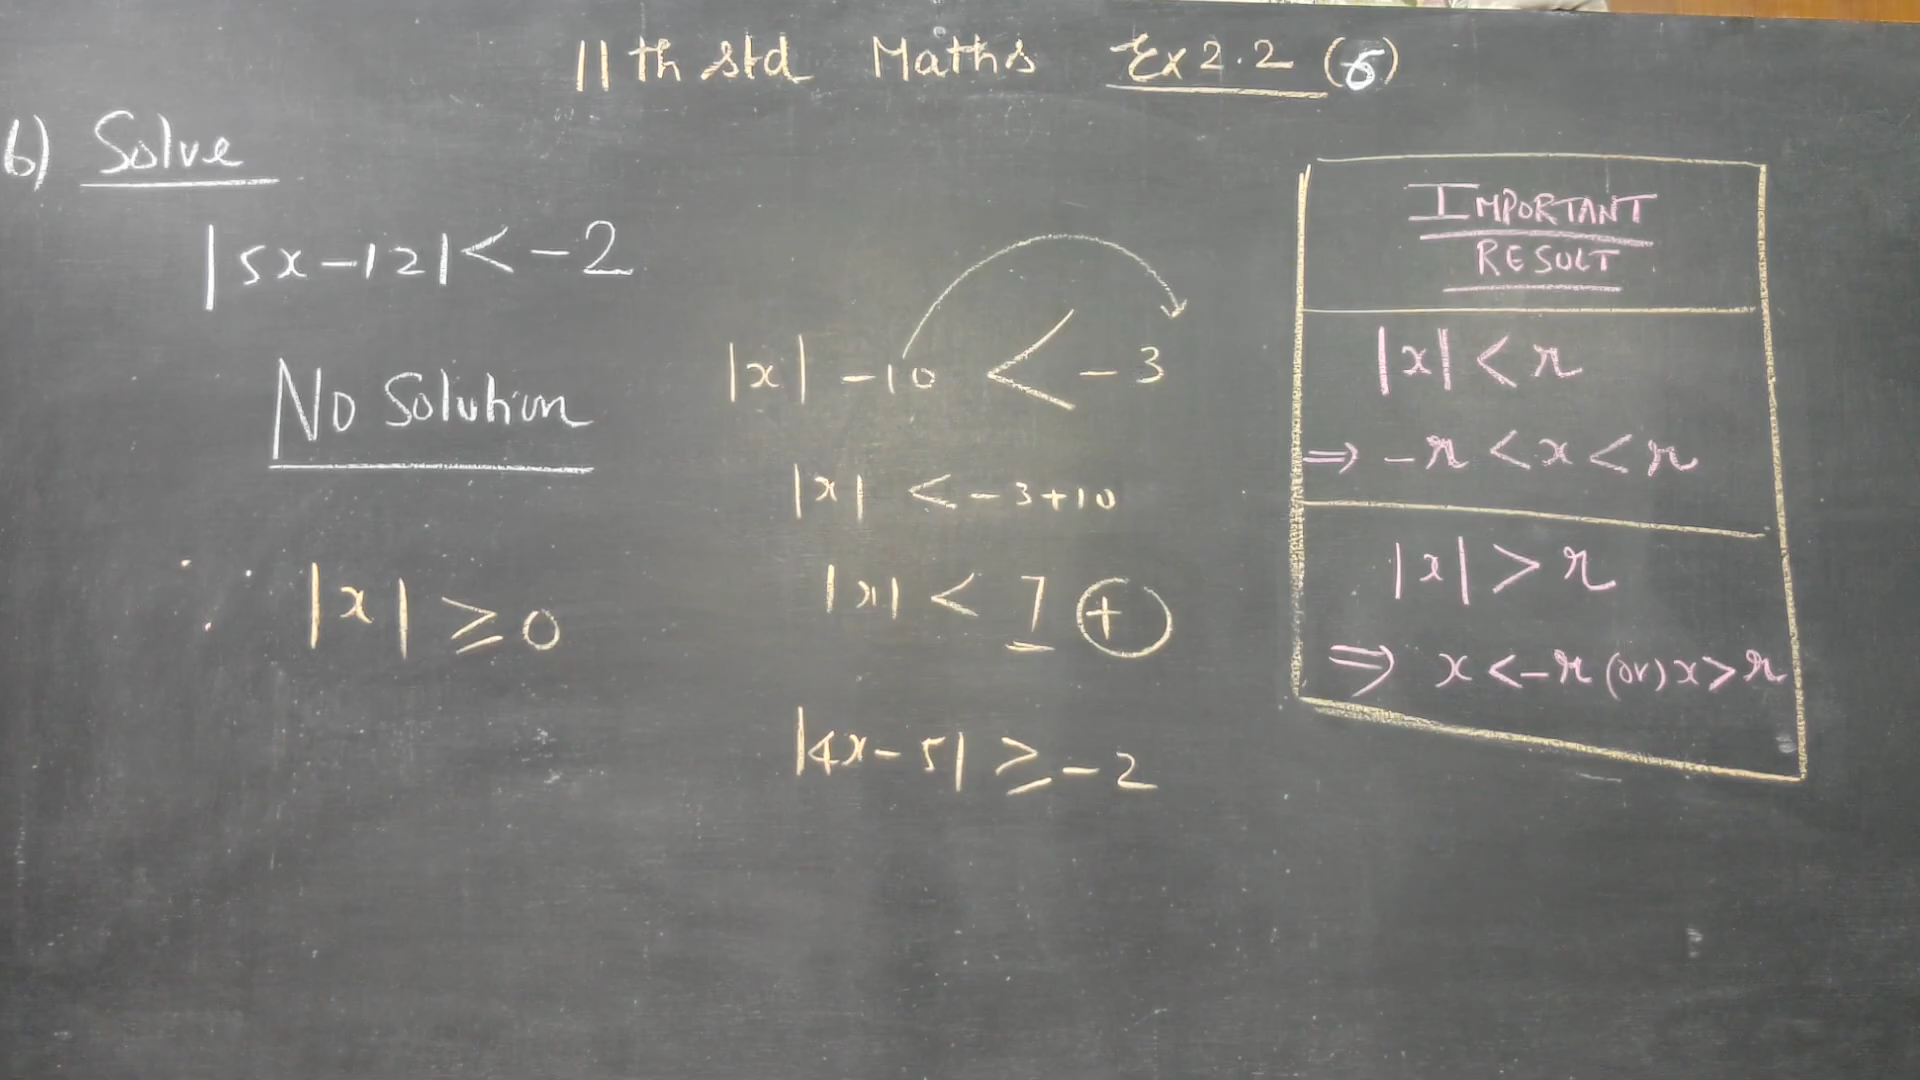 11th std Maths Ex 2.2 (6)
6) Solve
|5x-12| < -2
No Solution
∵ |x| ≥ 0
|x| -10 < -3
|x| < -3+10
|x| < 7 +
|4x-5| ≥ -2
IMPORTANT
RESULT
|x| < r
⇒ -r < x < r
|x| > r
⇒ x < -r (or) x > r